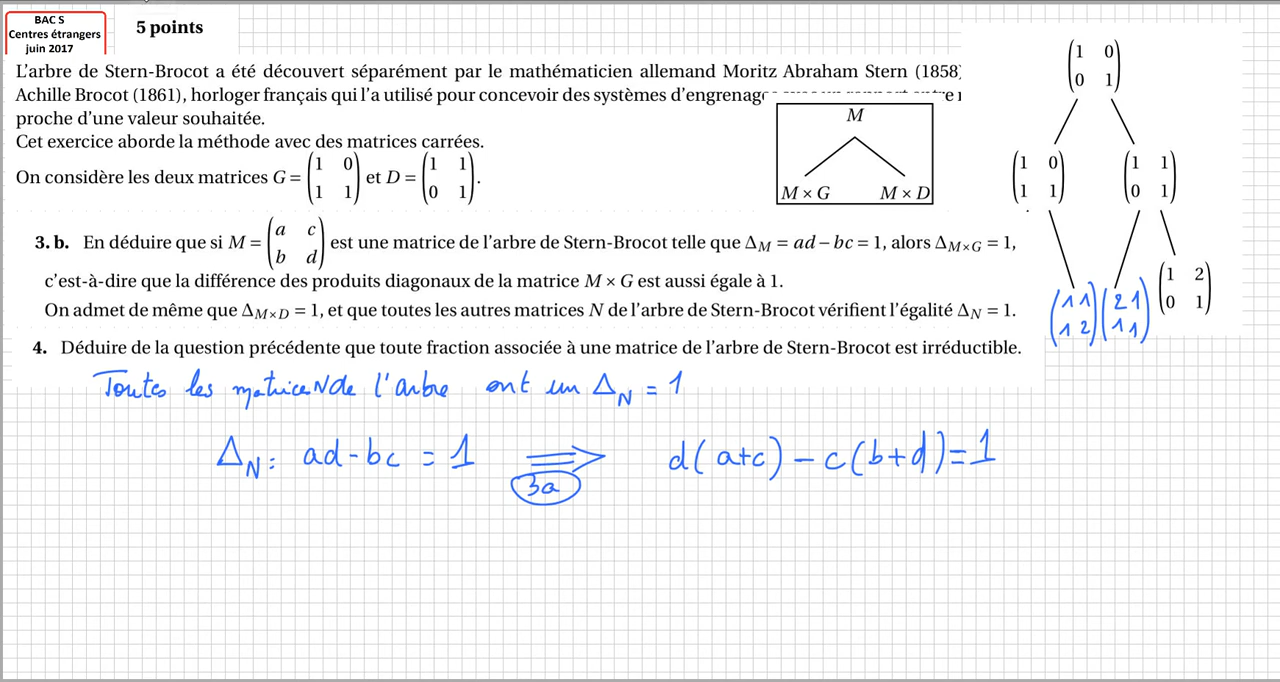 BAC S
Centres étrangers
juin 2017
5 points
L'arbre de Stern-Brocot a été découvert séparément par le mathématicien allemand Moritz Abraham Stern (1858)
Achille Brocot (1861), horloger français qui l'a utilisé pour concevoir des systèmes d'engrenag
proche d'une valeur souhaitée.
Cet exercice aborde la méthode avec des matrices carrées.
On considère les deux matrices G = (1 0
1 1) et D = (1 1
0 1).
M
M × G M × D
(1 0
0 1)
(1 0
1 1)
(1 1
0 1)
(1 1
1 2)
(2 1
1 1)
(1 2
0 1)
3. b. En déduire que si M = (a c
b d) est une matrice de l'arbre de Stern-Brocot telle que Δ_M = ad − bc = 1, alors Δ_M×G = 1,
c'est-à-dire que la différence des produits diagonaux de la matrice M × G est aussi égale à 1.
On admet de même que Δ_M×D = 1, et que toutes les autres matrices N de l'arbre de Stern-Brocot vérifient l'égalité Δ_N = 1.
4. Déduire de la question précédente que toute fraction associée à une matrice de l'arbre de Stern-Brocot est irréductible.
Toutes les matrices N de l'arbre ont un Δ_N = 1
Δ_N : ad - bc = 1 ⟹ d(a+c) − c(b+d) = 1
3a